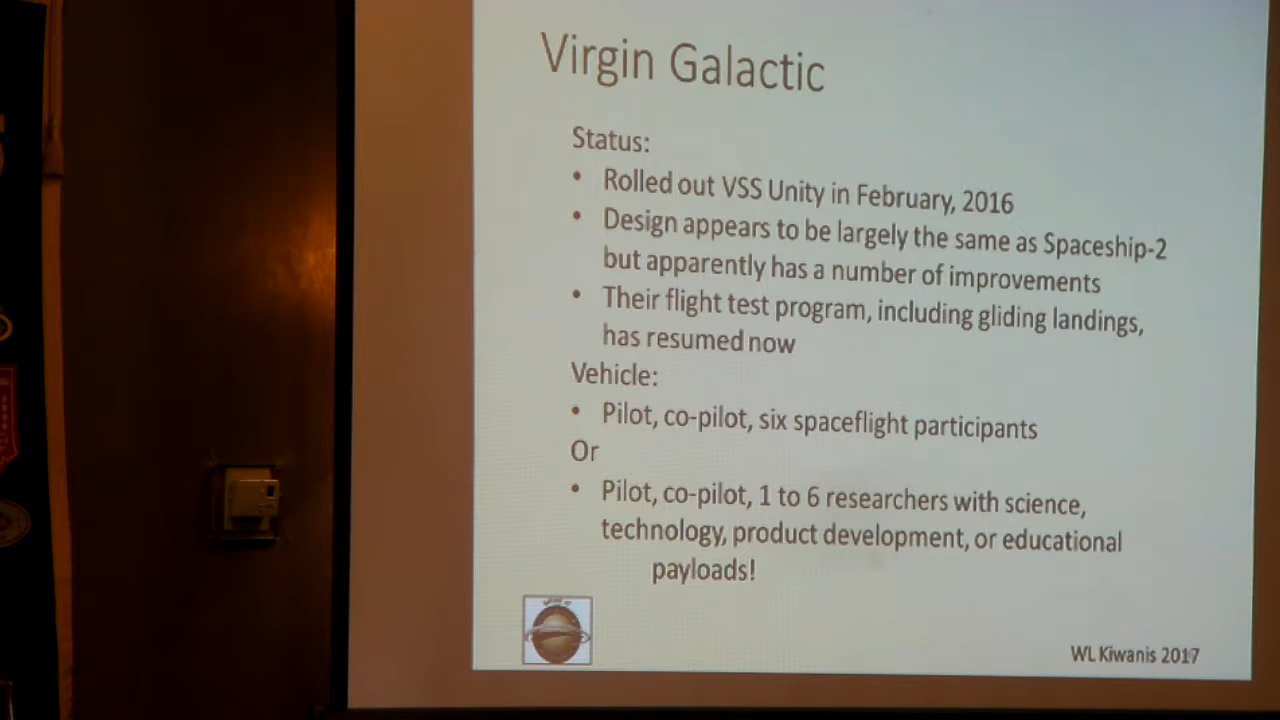 Virgin Galactic
Status:
• Rolled out VSS Unity in February, 2016
• Design appears to be largely the same as Spaceship-2
but apparently has a number of improvements
• Their flight test program, including gliding landings,
has resumed now
Vehicle:
• Pilot, co-pilot, six spaceflight participants
Or
• Pilot, co-pilot, 1 to 6 researchers with science,
technology, product development, or educational
payloads!
WL Kiwanis 2017